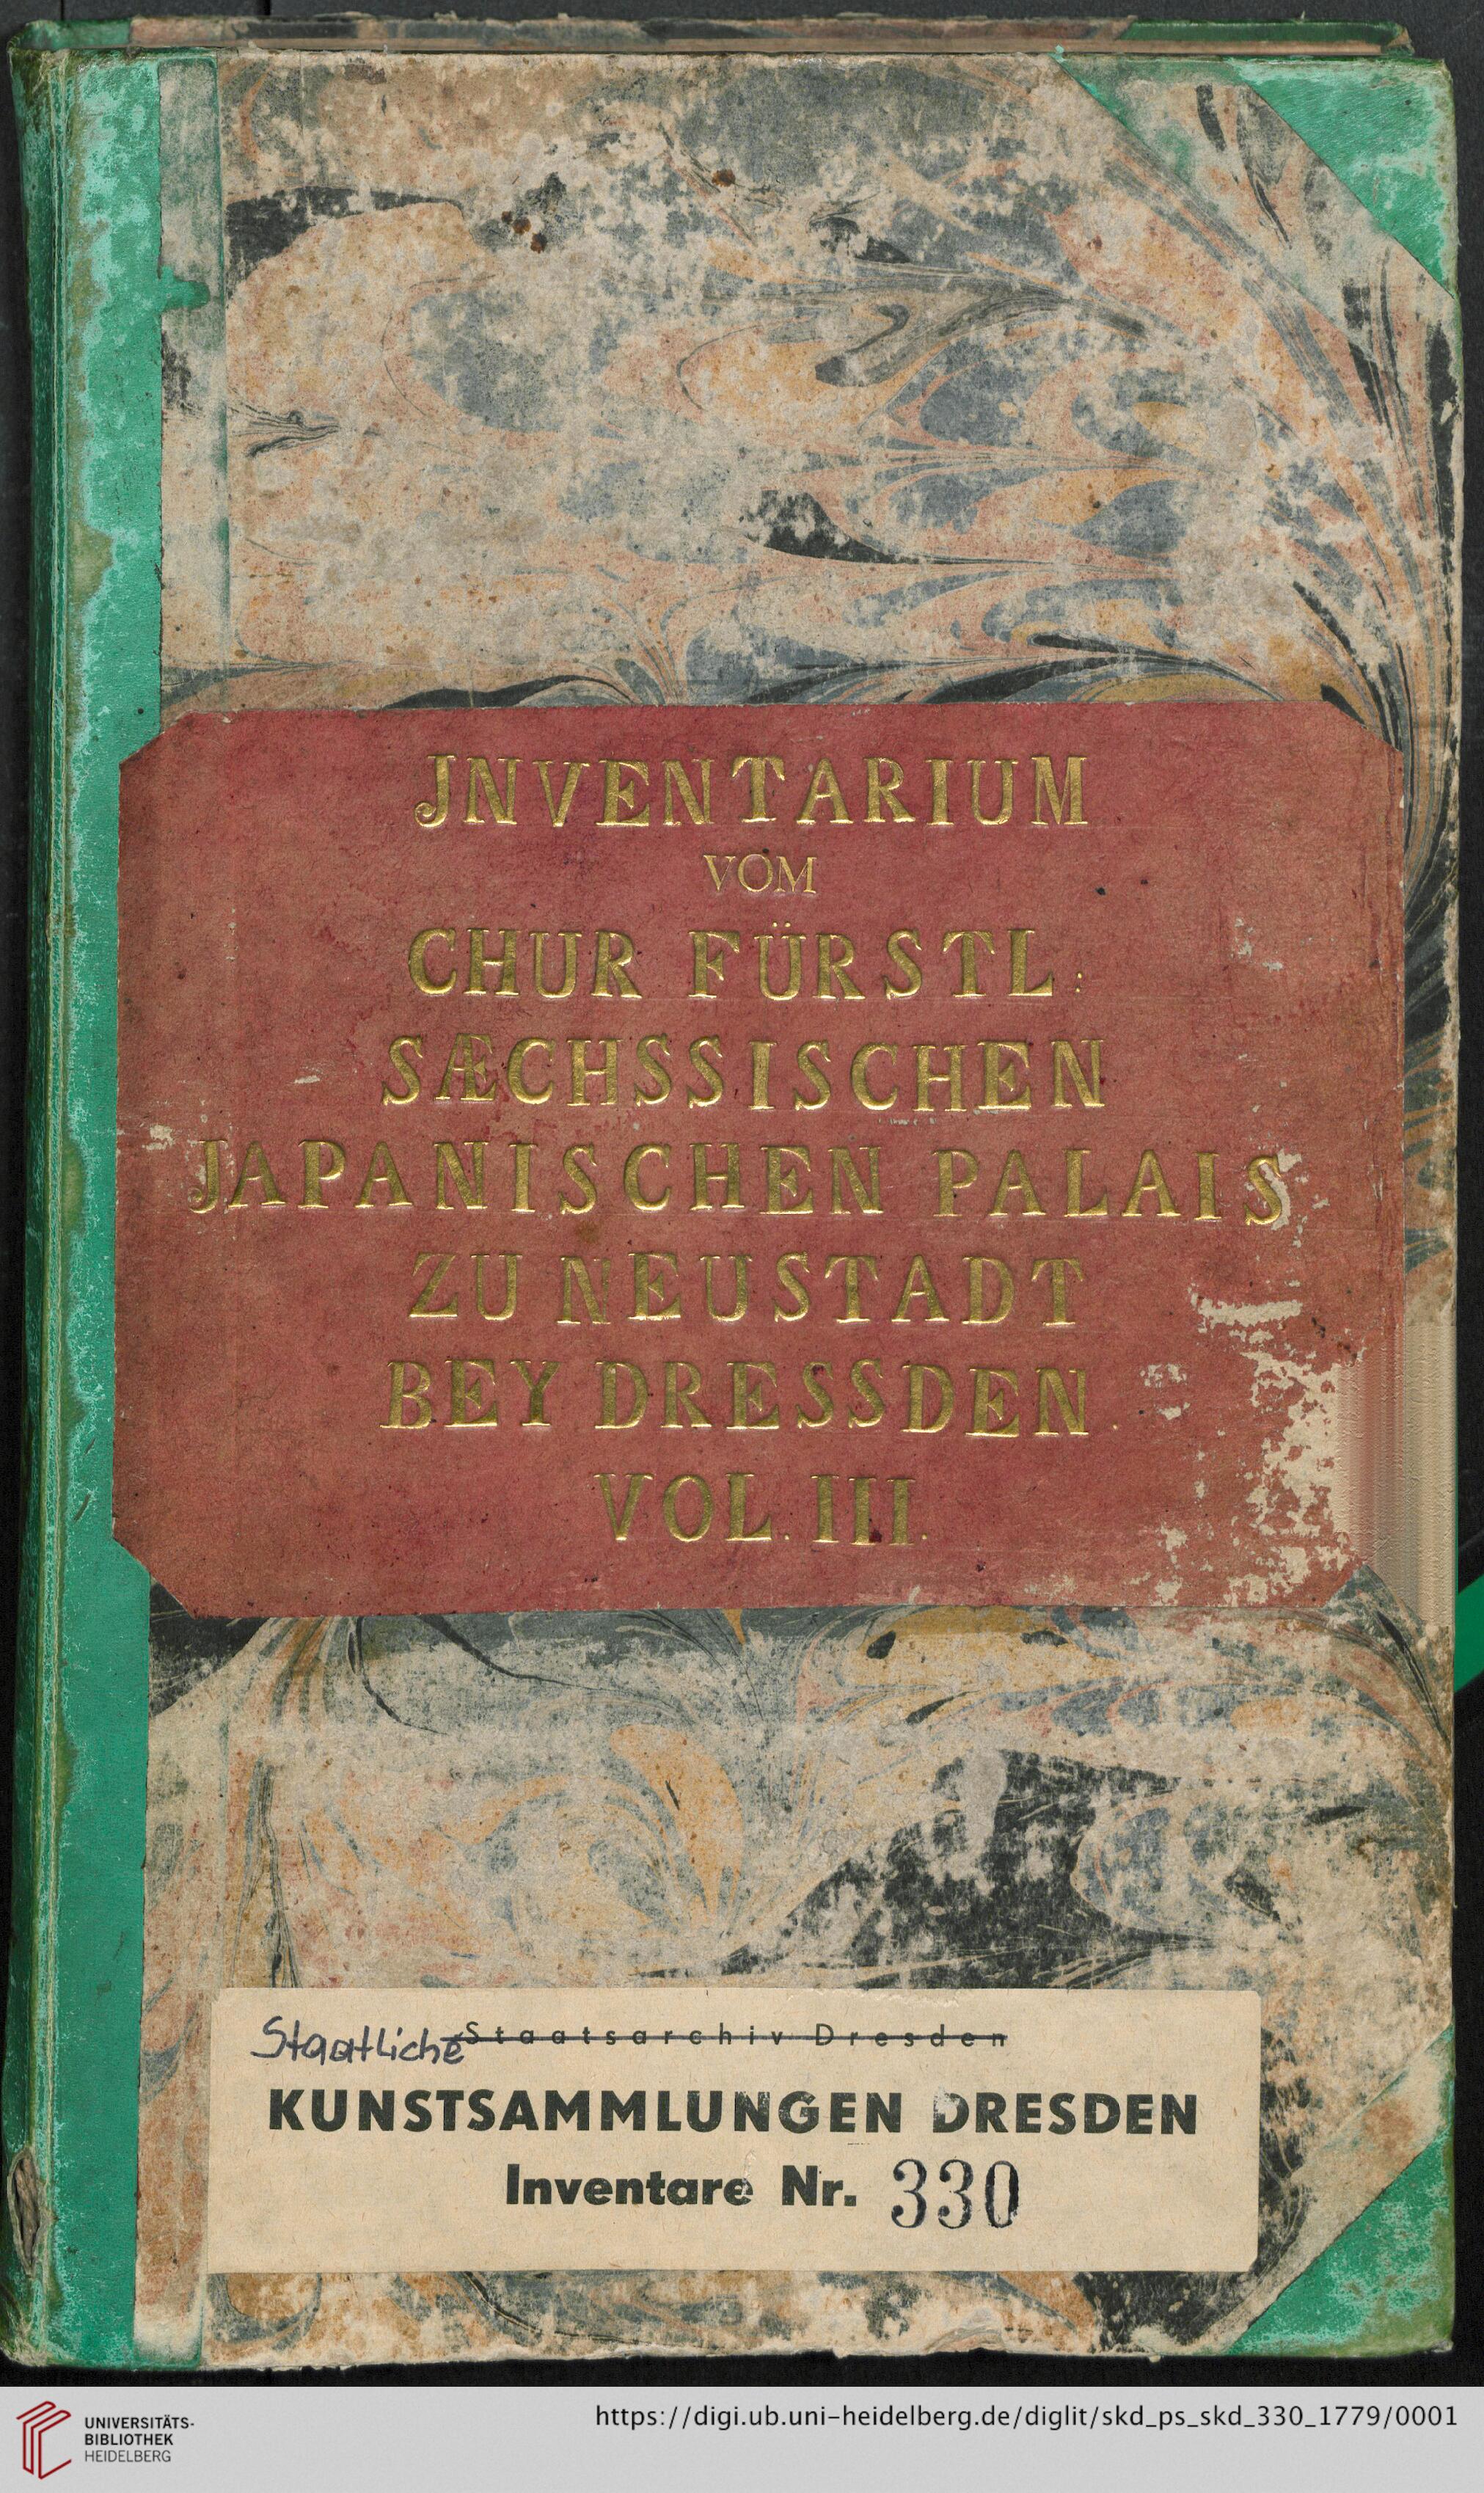 JNVENTARIUM
VOM
CHUR FÜRSTL:
SÆCHSSISCHEN
JAPANISCHEN PALAIS
ZU NEUSTADT
BEY DRESSDEN.
VOL. III.
Staatliche Staatsarchiv Dresden
KUNSTSAMMLUNGEN DRESDEN
Inventare Nr. 330
UNIVERSITÄTS-
BIBLIOTHEK
HEIDELBERG
https://digi.ub.uni-heidelberg.de/diglit/skd_ps_skd_330_1779/0001